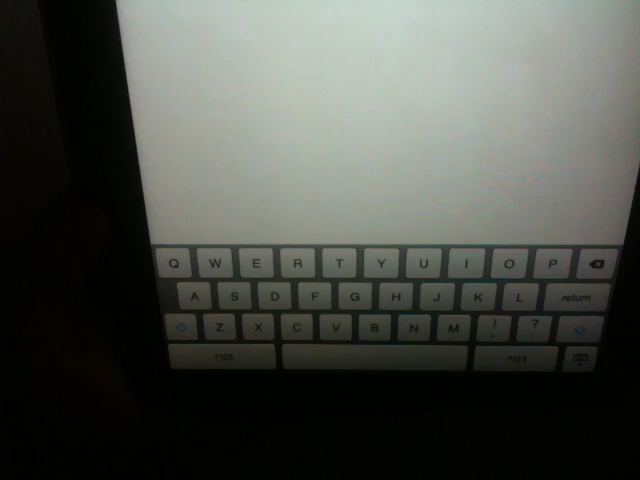 Q W E R T Y U I O P
A S D F G H J K L return
Z X C V B N M ! , ? .
.?123 .?123